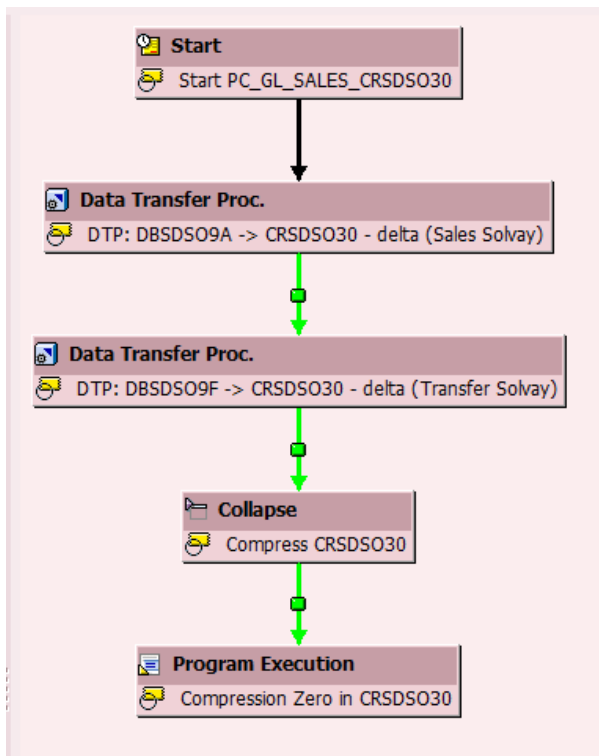 Start
Start PC_GL_SALES_CRSDSO30
Data Transfer Proc.
DTP: DBSDSO9A -> CRSDSO30 - delta (Sales Solvay)
Data Transfer Proc.
DTP: DBSDSO9F -> CRSDSO30 - delta (Transfer Solvay)
Collapse
Compress CRSDSO30
Program Execution
Compression Zero in CRSDSO30